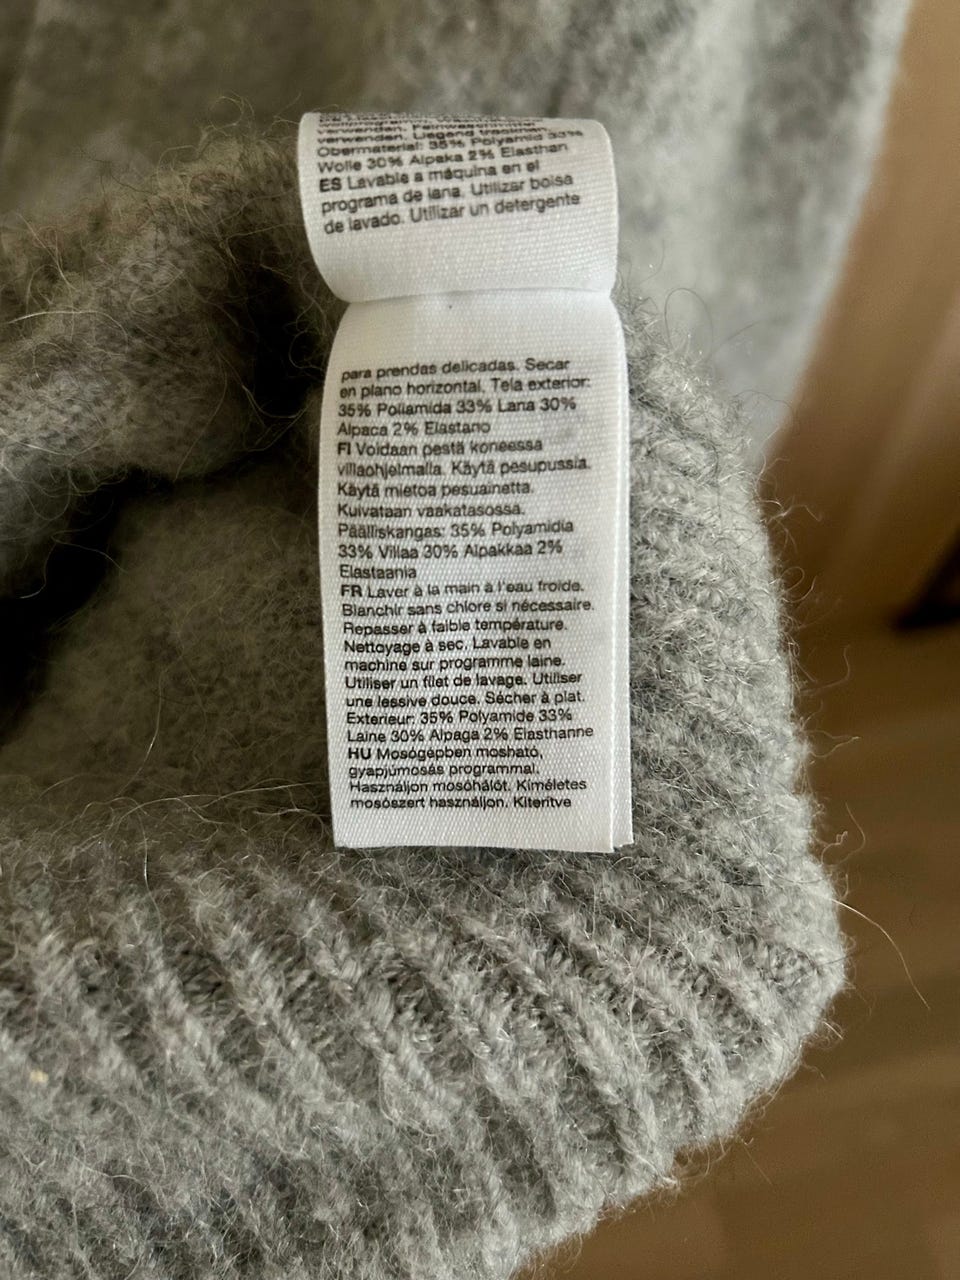 verwenden. Feinwaschmittel
verwenden. Liegend trocknen.
Obermaterial: 35% Polyamid 33%
Wolle 30% Alpaka 2% Elasthan
ES Lavable a máquina en el
programa de lana. Utilizar bolsa
de lavado. Utilizar un detergente
para prendas delicadas. Secar
en plano horizontal. Tela exterior:
35% Poliamida 33% Lana 30%
Alpaca 2% Elastano
FI Voidaan pestä koneessa
villaohjelmalla. Käytä pesupussia.
Käytä mietoa pesuainetta.
Kuivataan vaakatasossa.
Päälliskangas: 35% Polyamidia
33% Villaa 30% Alpakkaa 2%
Elastaania
FR Laver à la main à l'eau froide.
Blanchir sans chlore si nécessaire.
Repasser à faible température.
Nettoyage à sec. Lavable en
machine sur programme laine.
Utiliser un filet de lavage. Utiliser
une lessive douce. Sécher à plat.
Exterieur: 35% Polyamide 33%
Laine 30% Alpaga 2% Elasthanne
HU Mosógépben mosható,
gyapjúmosás programmal.
Használjon mosóhálót. Kíméletes
mosószert használjon. Kiterítve